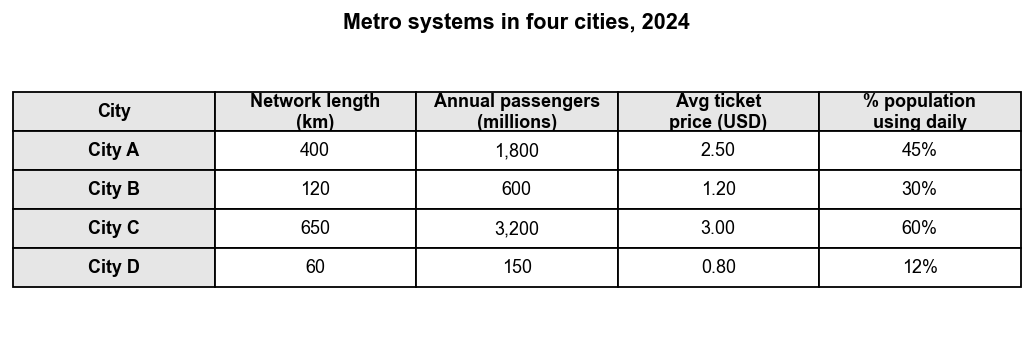 Metro systems in four cities, 2024
City Network length (km) Annual passengers (millions) Avg ticket price (USD) % population using daily
City A 400 1,800 2.50 45%
City B 120 600 1.20 30%
City C 650 3,200 3.00 60%
City D 60 150 0.80 12%